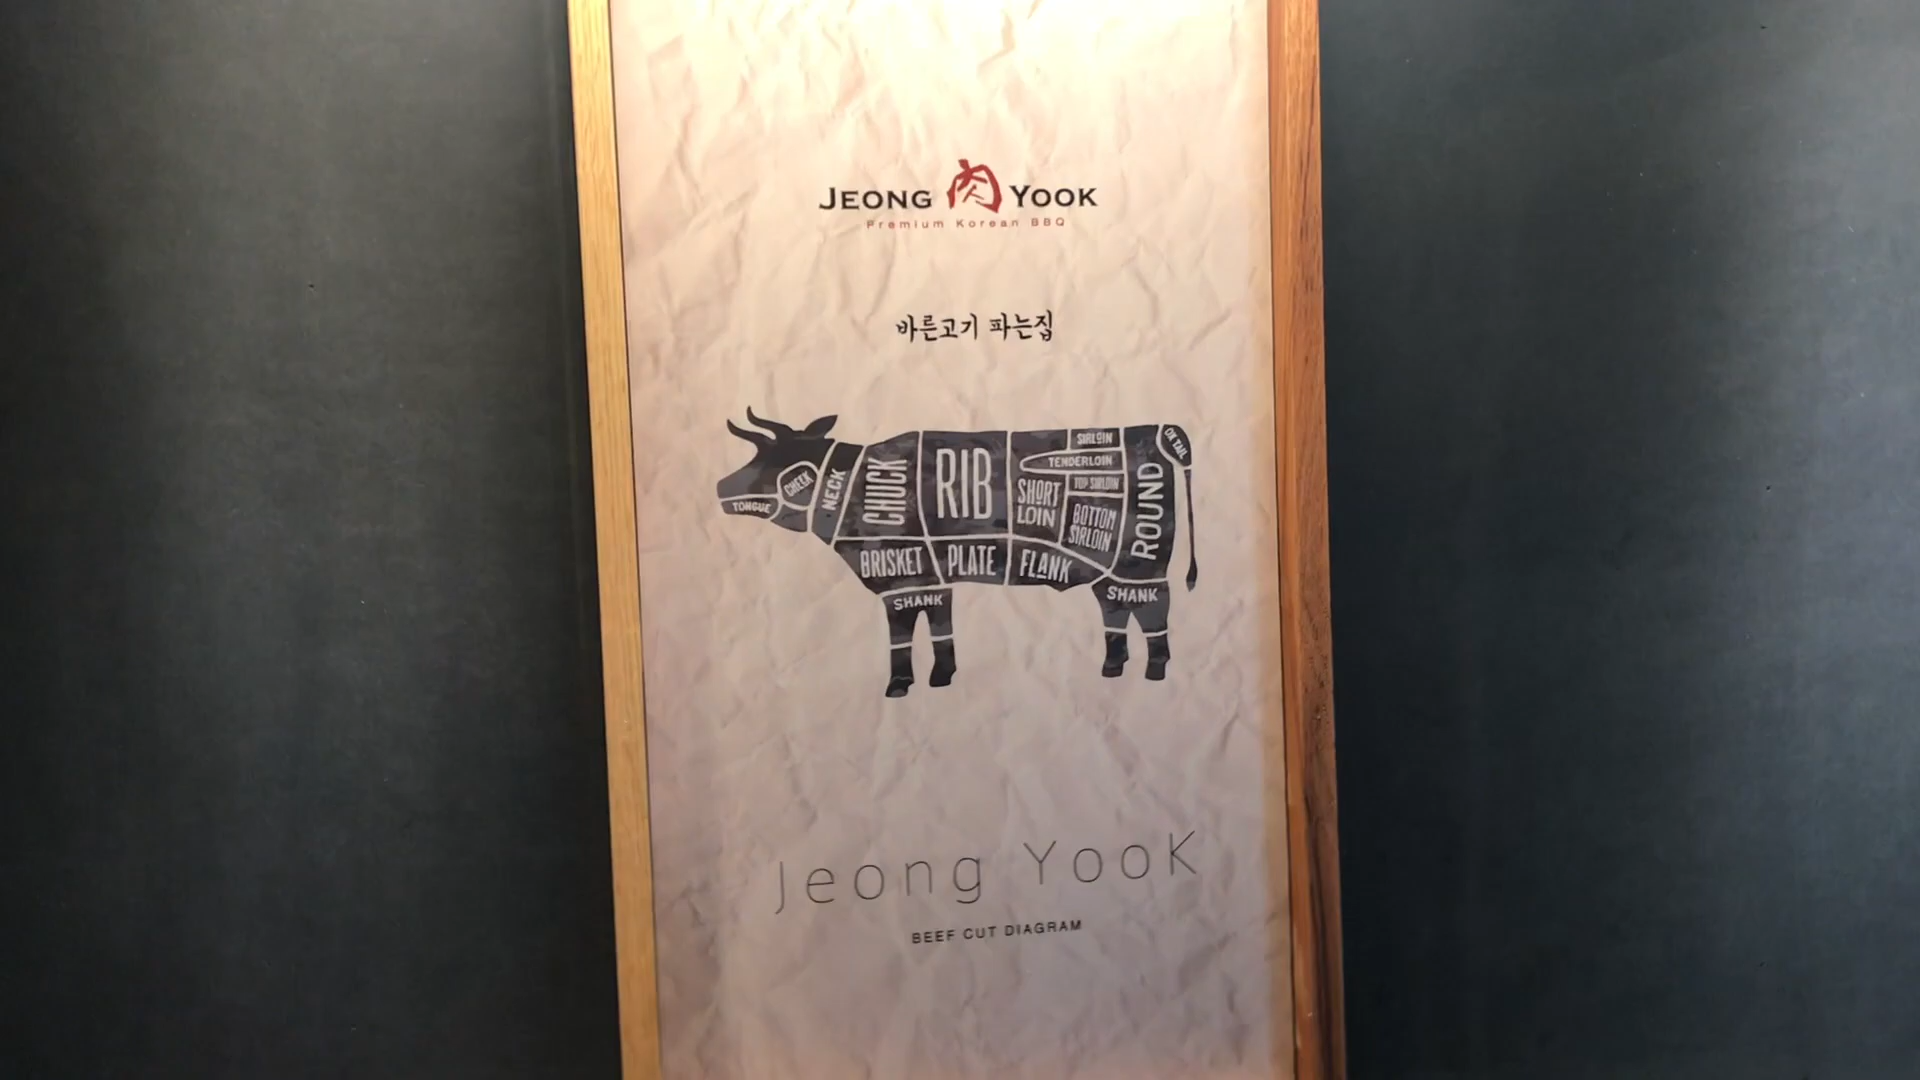 JEONG 肉 YOOK
Premium Korean BBQ
바른고기 파는집
SIRLOIN
OX TAIL
TENDERLOIN
CHEEK
NECK
CHUCK
RIB
SHORT
LOIN
TOP SIRLOIN
BOTTOM
SIRLOIN
ROUND
TONGUE
BRISKET
PLATE
FLANK
SHANK
SHANK
Jeong YooK
BEEF CUT DIAGRAM